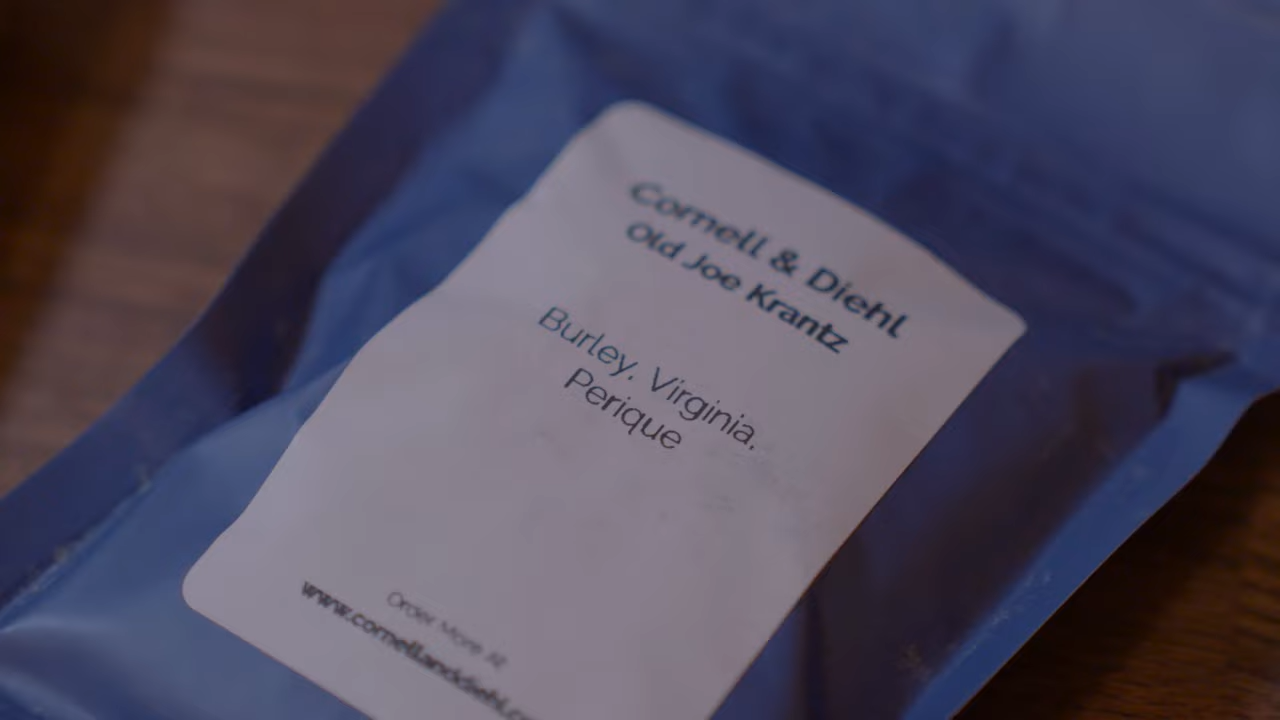 Cornell & Diehl
Old Joe Krantz
Burley, Virginia,
Perique
Order More At
www.cornellanddiehl.c